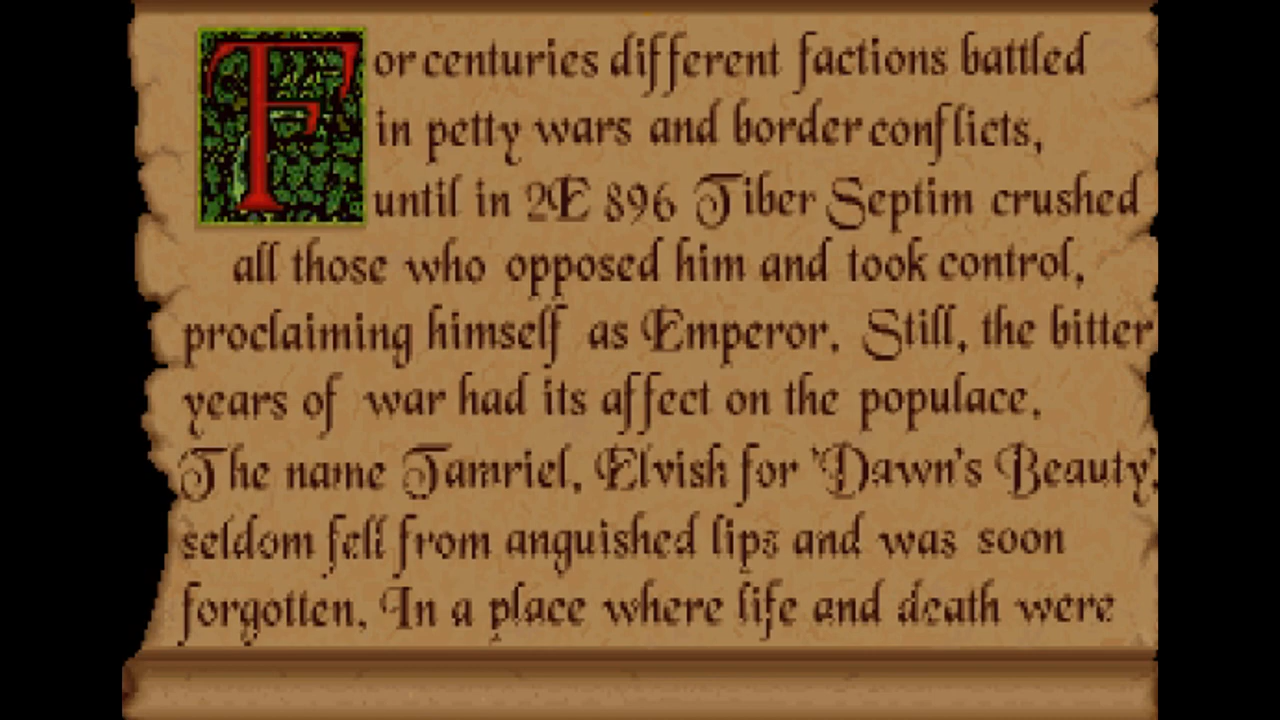 For centuries different factions battled
in petty wars and border conflicts,
until in 2E 896 Tiber Septim crushed
all those who opposed him and took control,
proclaiming himself as Emperor. Still, the bitter
years of war had its affect on the populace.
The name Tamriel, Elvish for 'Dawn's Beauty',
seldom fell from anguished lips and was soon
forgotten. In a place where life and death were